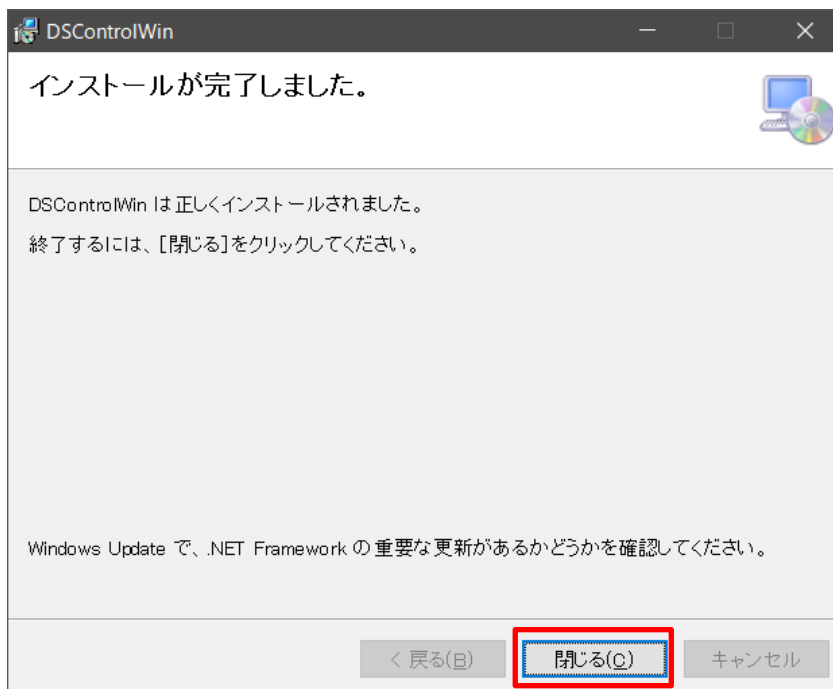 DSControlWin
インストールが完了しました。
DSControlWin は正しくインストールされました。
終了するには、[閉じる]をクリックしてください。
Windows Update で、.NET Framework の重要な更新があるかどうかを確認してください。
< 戻る(B) 閉じる(C) キャンセル